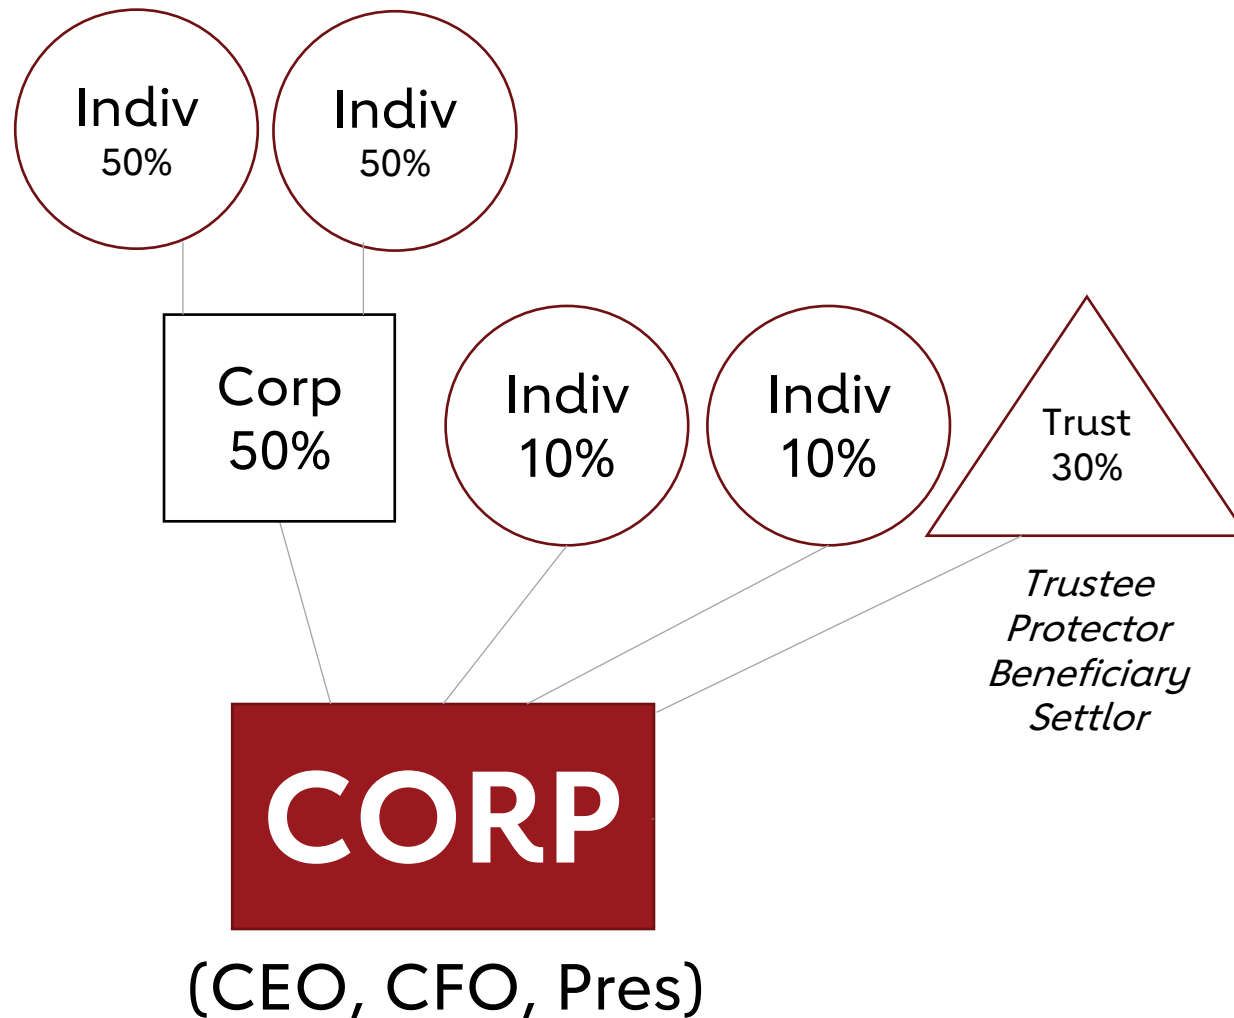 Indiv
50%
Indiv
50%
Corp
50%
Indiv
10%
Indiv
10%
Trust
30%
Trustee
Protector
Beneficiary
Settlor
CORP
(CEO, CFO, Pres)